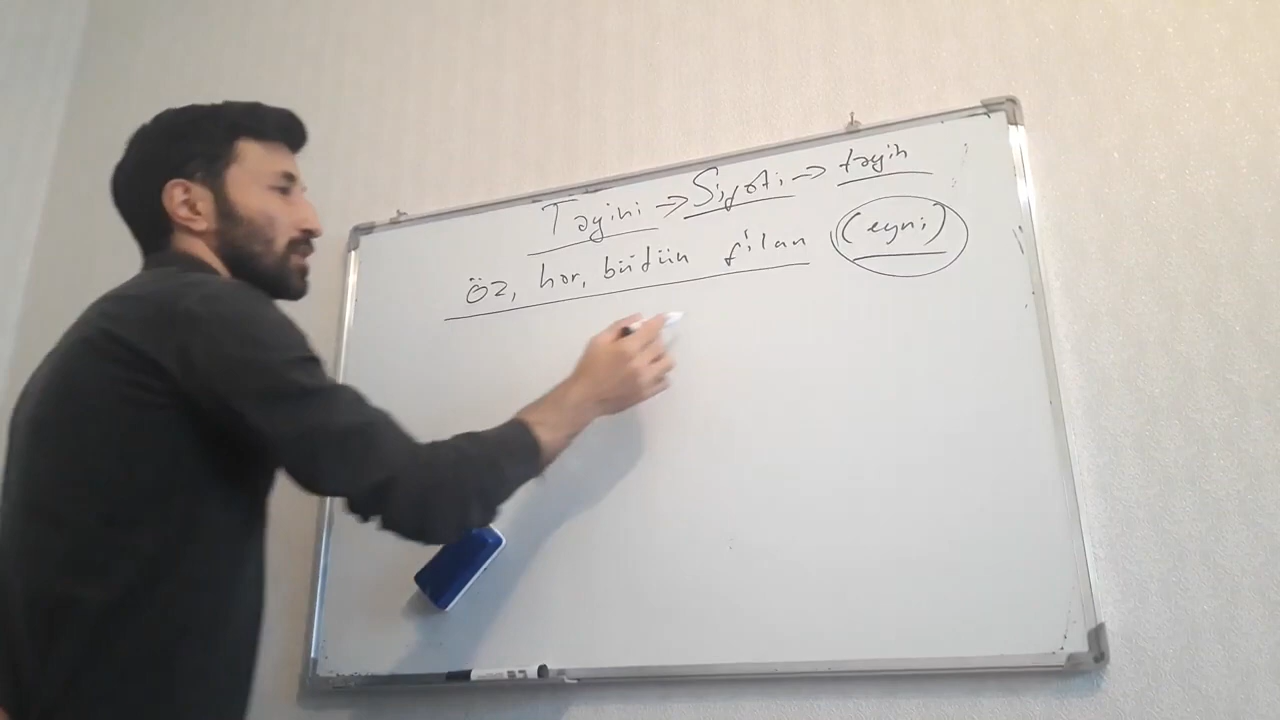 Təyini → Sifəti → təyin
Öz, hər, bütün filan (eyni)